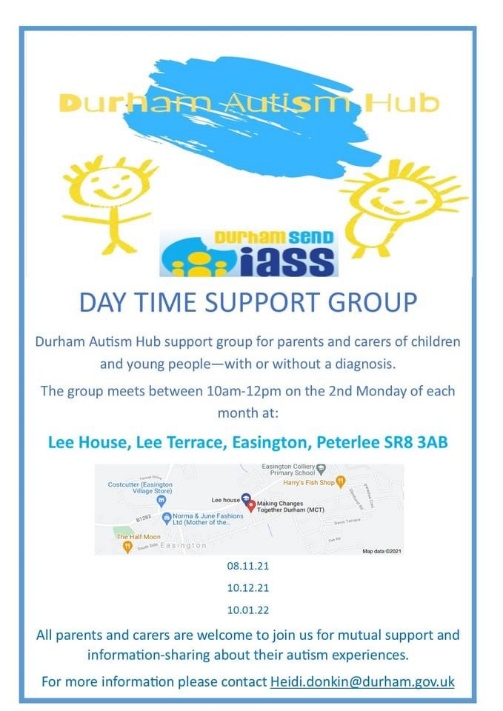 Durham Autism Hub
Durham SEND
iass
DAY TIME SUPPORT GROUP
Durham Autism Hub support group for parents and carers of children
and young people—with or without a diagnosis.
The group meets between 10am-12pm on the 2nd Monday of each
month at:
Lee House, Lee Terrace, Easington, Peterlee SR8 3AB
Easington Colliery
Primary School
Costcutter (Easington
Village Store)
Harry's Fish Shop
Lee house
Making Changes
Together Durham (MCT)
B1283
Norma & June Fashions
Ltd (Mother of the..
The Half Moon
Easington
Map data ©2021
08.11.21
10.12.21
10.01.22
All parents and carers are welcome to join us for mutual support and
information-sharing about their autism experiences.
For more information please contact Heidi.donkin@durham.gov.uk